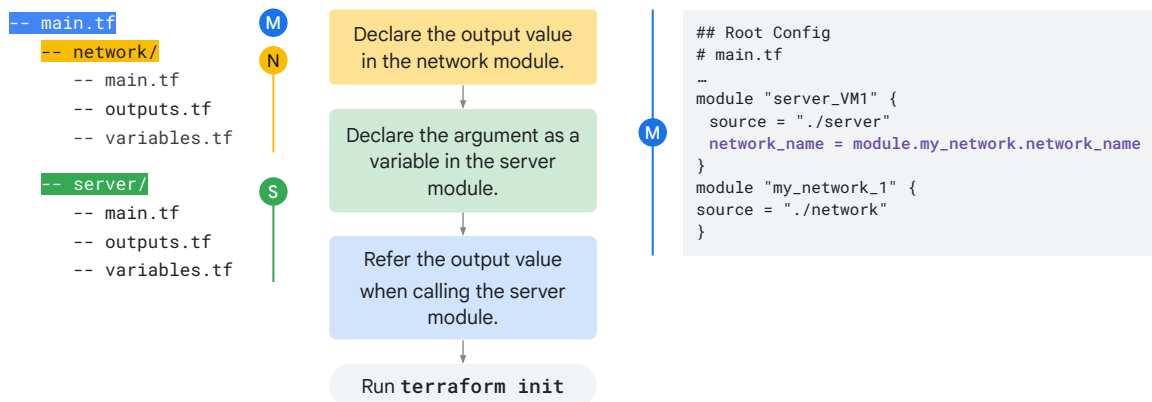 -- main.tf
-- network/
-- main.tf
-- outputs.tf
-- variables.tf
-- server/
-- main.tf
-- outputs.tf
-- variables.tf
M
N
S
Declare the output value
in the network module.
Declare the argument as a
variable in the server
module.
Refer the output value
when calling the server
module.
Run terraform init
M
## Root Config
# main.tf
…
module "server_VM1" {
source = "./server"
network_name = module.my_network.network_name
}
module "my_network_1" {
source = "./network"
}